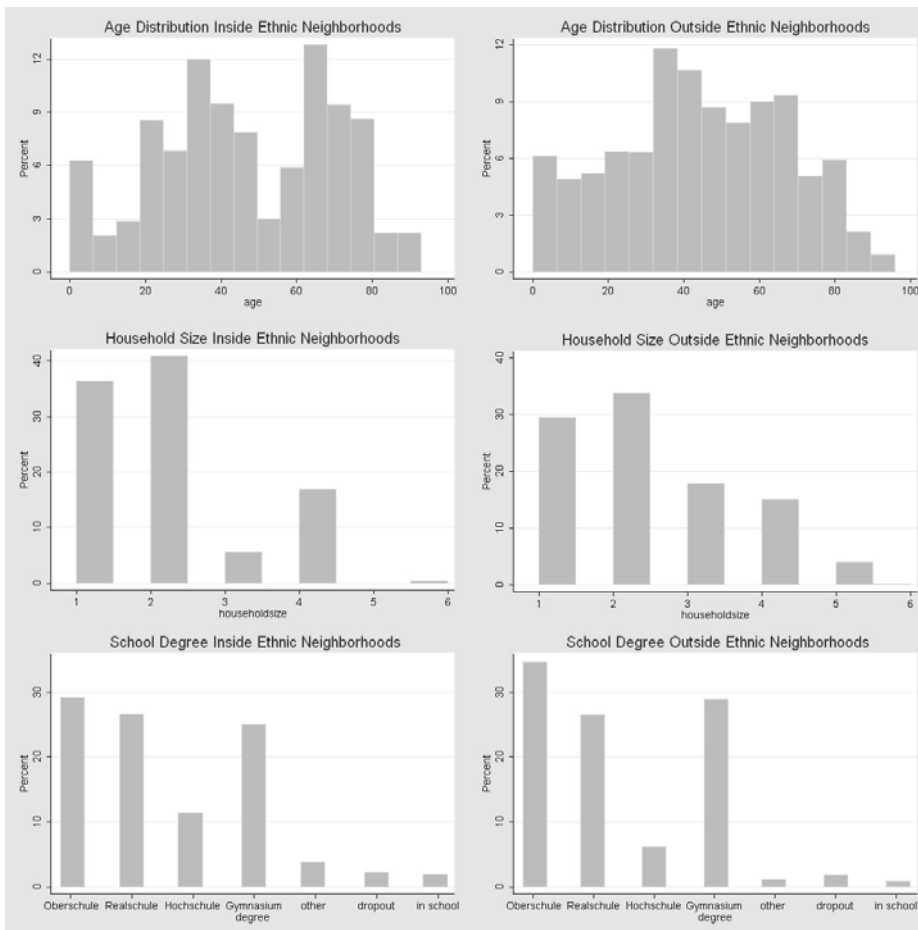 Age Distribution Inside Ethnic Neighborhoods
Percent
12
9
6
3
0
0 20 40 60 80 100
age
Age Distribution Outside Ethnic Neighborhoods
Percent
12
9
6
3
0
0 20 40 60 80 100
age
Household Size Inside Ethnic Neighborhoods
Percent
40
30
20
10
0
1 2 3 4 5 6
householdsize
Household Size Outside Ethnic Neighborhoods
Percent
40
30
20
10
0
1 2 3 4 5 6
householdsize
School Degree Inside Ethnic Neighborhoods
Percent
30
20
10
0
Oberschule Realschule Hochschule Gymnasium other dropout in school
degree
School Degree Outside Ethnic Neighborhoods
Percent
30
20
10
0
Oberschule Realschule Hochschule Gymnasium other dropout in school
degree